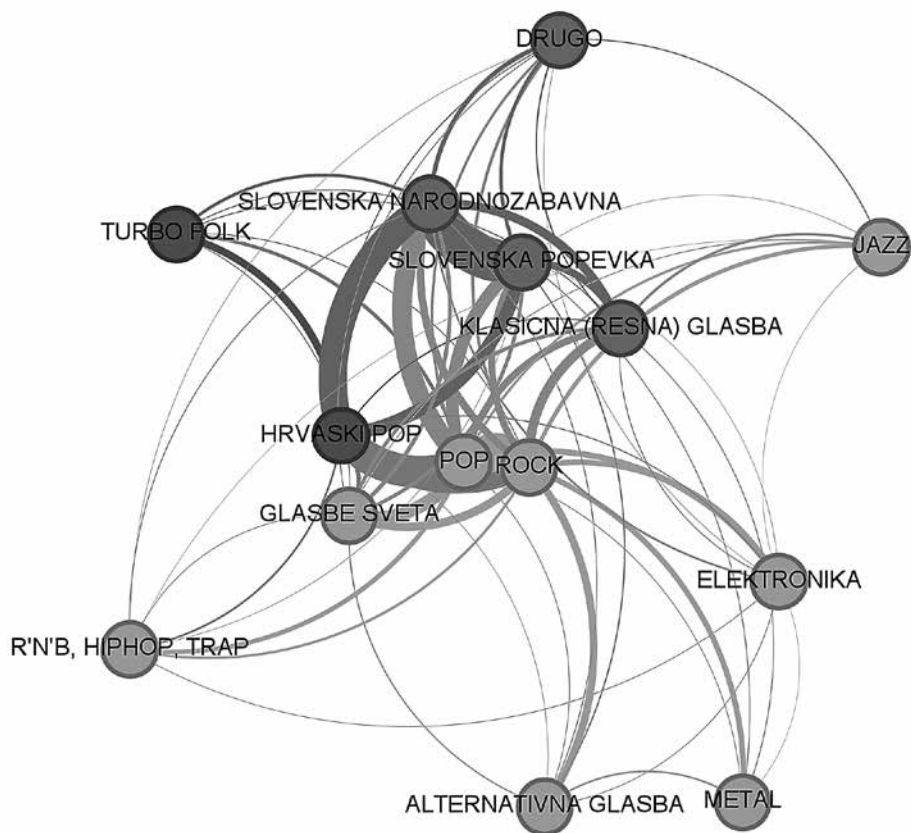 DRUGO
SLOVENSKA NARODNOZABAVNA
TURBO FOLK
JAZZ
SLOVENSKA POPEVKA
KLASICNA (RESNA) GLASBA
HRVASKI POP
POP
ROCK
GLASBE SVETA
ELEKTRONIKA
R'N'B, HIPHOP, TRAP
ALTERNATIVNA GLASBA
METAL